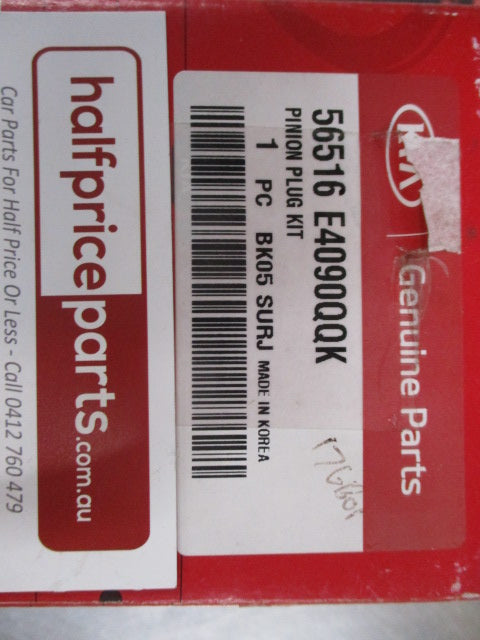 KIA
Genuine Parts
56516 E4090QQK
PINION PLUG KIT
1 PC BK05 SURJ MADE IN KOREA
halfpriceparts.com.au
Car Parts For Half Price Or Less - Call 0412 760 479